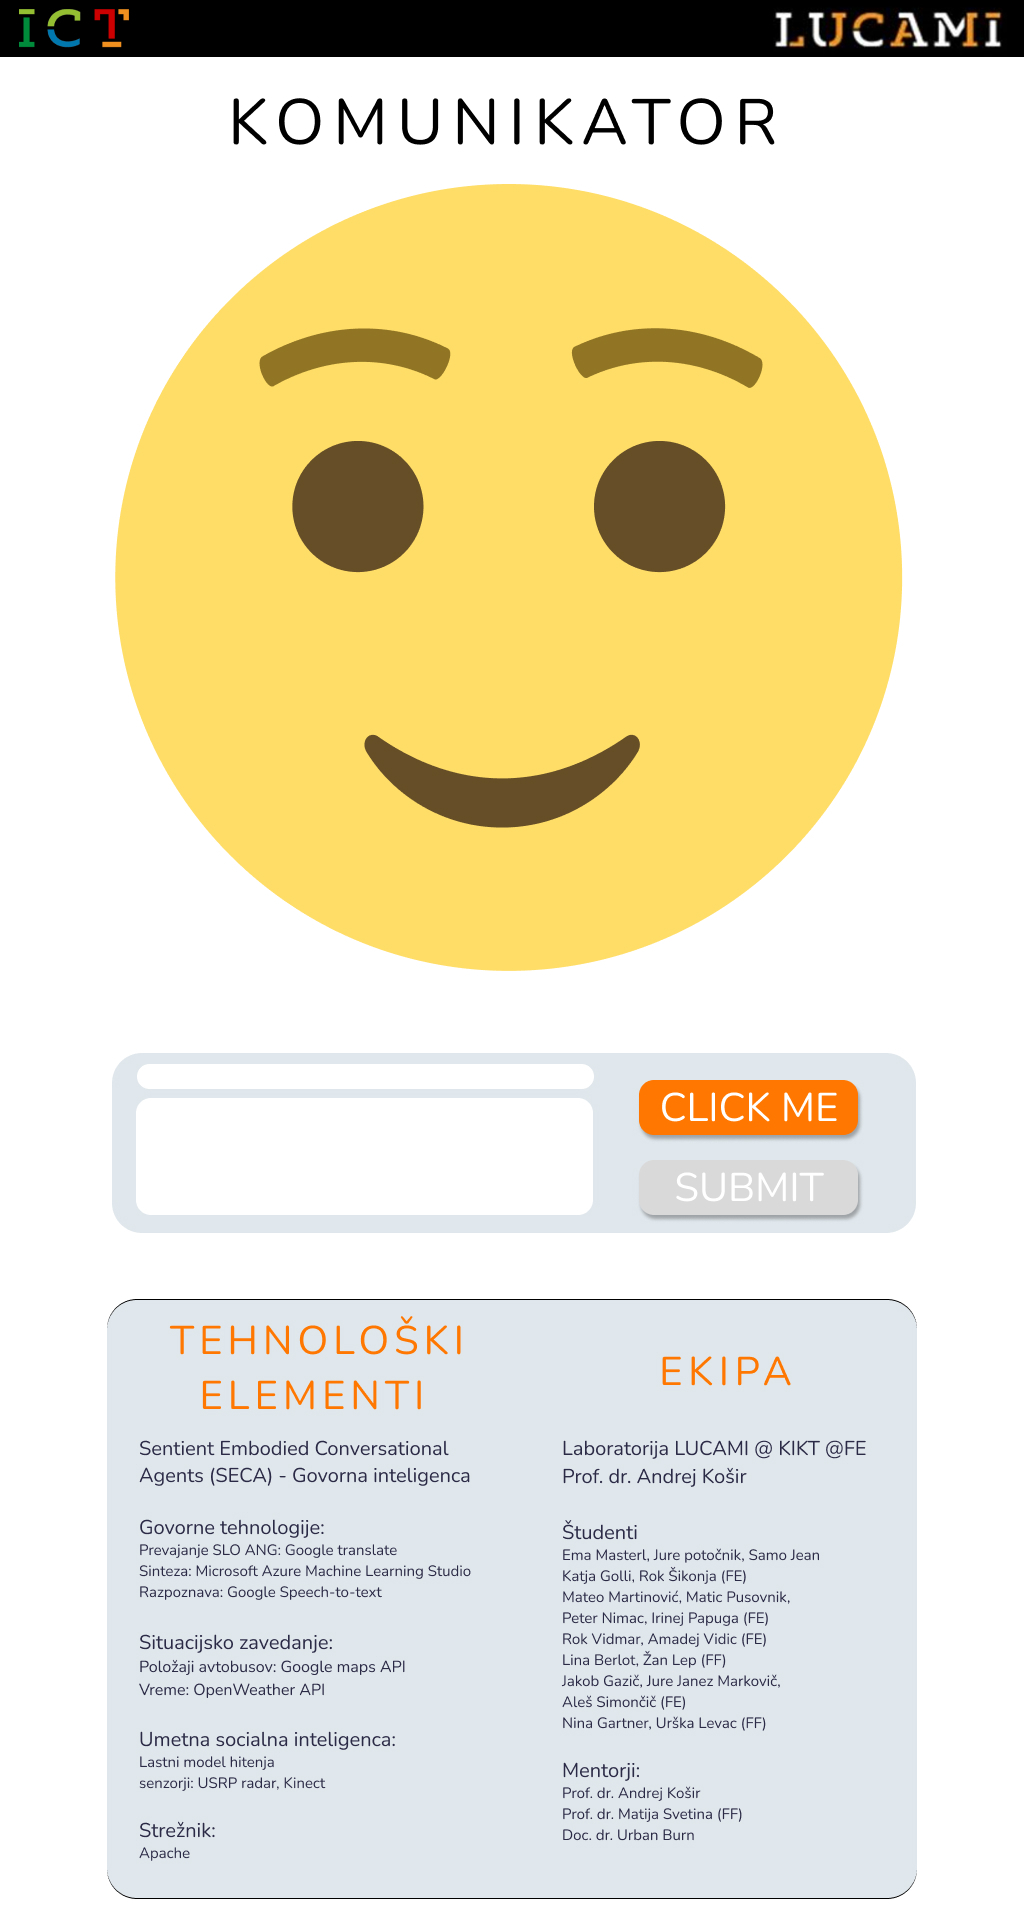 ICT
LUCAMI
KOMUNIKATOR
CLICK ME
SUBMIT
TEHNOLOŠKI
ELEMENTI
Sentient Embodied Conversational
Agents (SECA) - Govorna inteligenca
Govorne tehnologije:
Prevajanje SLO ANG: Google translate
Sinteza: Microsoft Azure Machine Learning Studio
Razpoznava: Google Speech-to-text
Situacijsko zavedanje:
Položaji avtobusov: Google maps API
Vreme: OpenWeather API
Umetna socialna inteligenca:
Lastni model hitenja
senzorji: USRP radar, Kinect
Strežnik:
Apache
EKIPA
Laboratorija LUCAMI @ KIKT @FE
Prof. dr. Andrej Košir
Študenti
Ema Masterl, Jure potočnik, Samo Jean
Katja Golli, Rok Šikonja (FE)
Mateo Martinović, Matic Pusovnik,
Peter Nimac, Irinej Papuga (FE)
Rok Vidmar, Amadej Vidic (FE)
Lina Berlot, Žan Lep (FF)
Jakob Gazič, Jure Janez Markovič,
Aleš Simončič (FE)
Nina Gartner, Urška Levac (FF)
Mentorji:
Prof. dr. Andrej Košir
Prof. dr. Matija Svetina (FF)
Doc. dr. Urban Burn